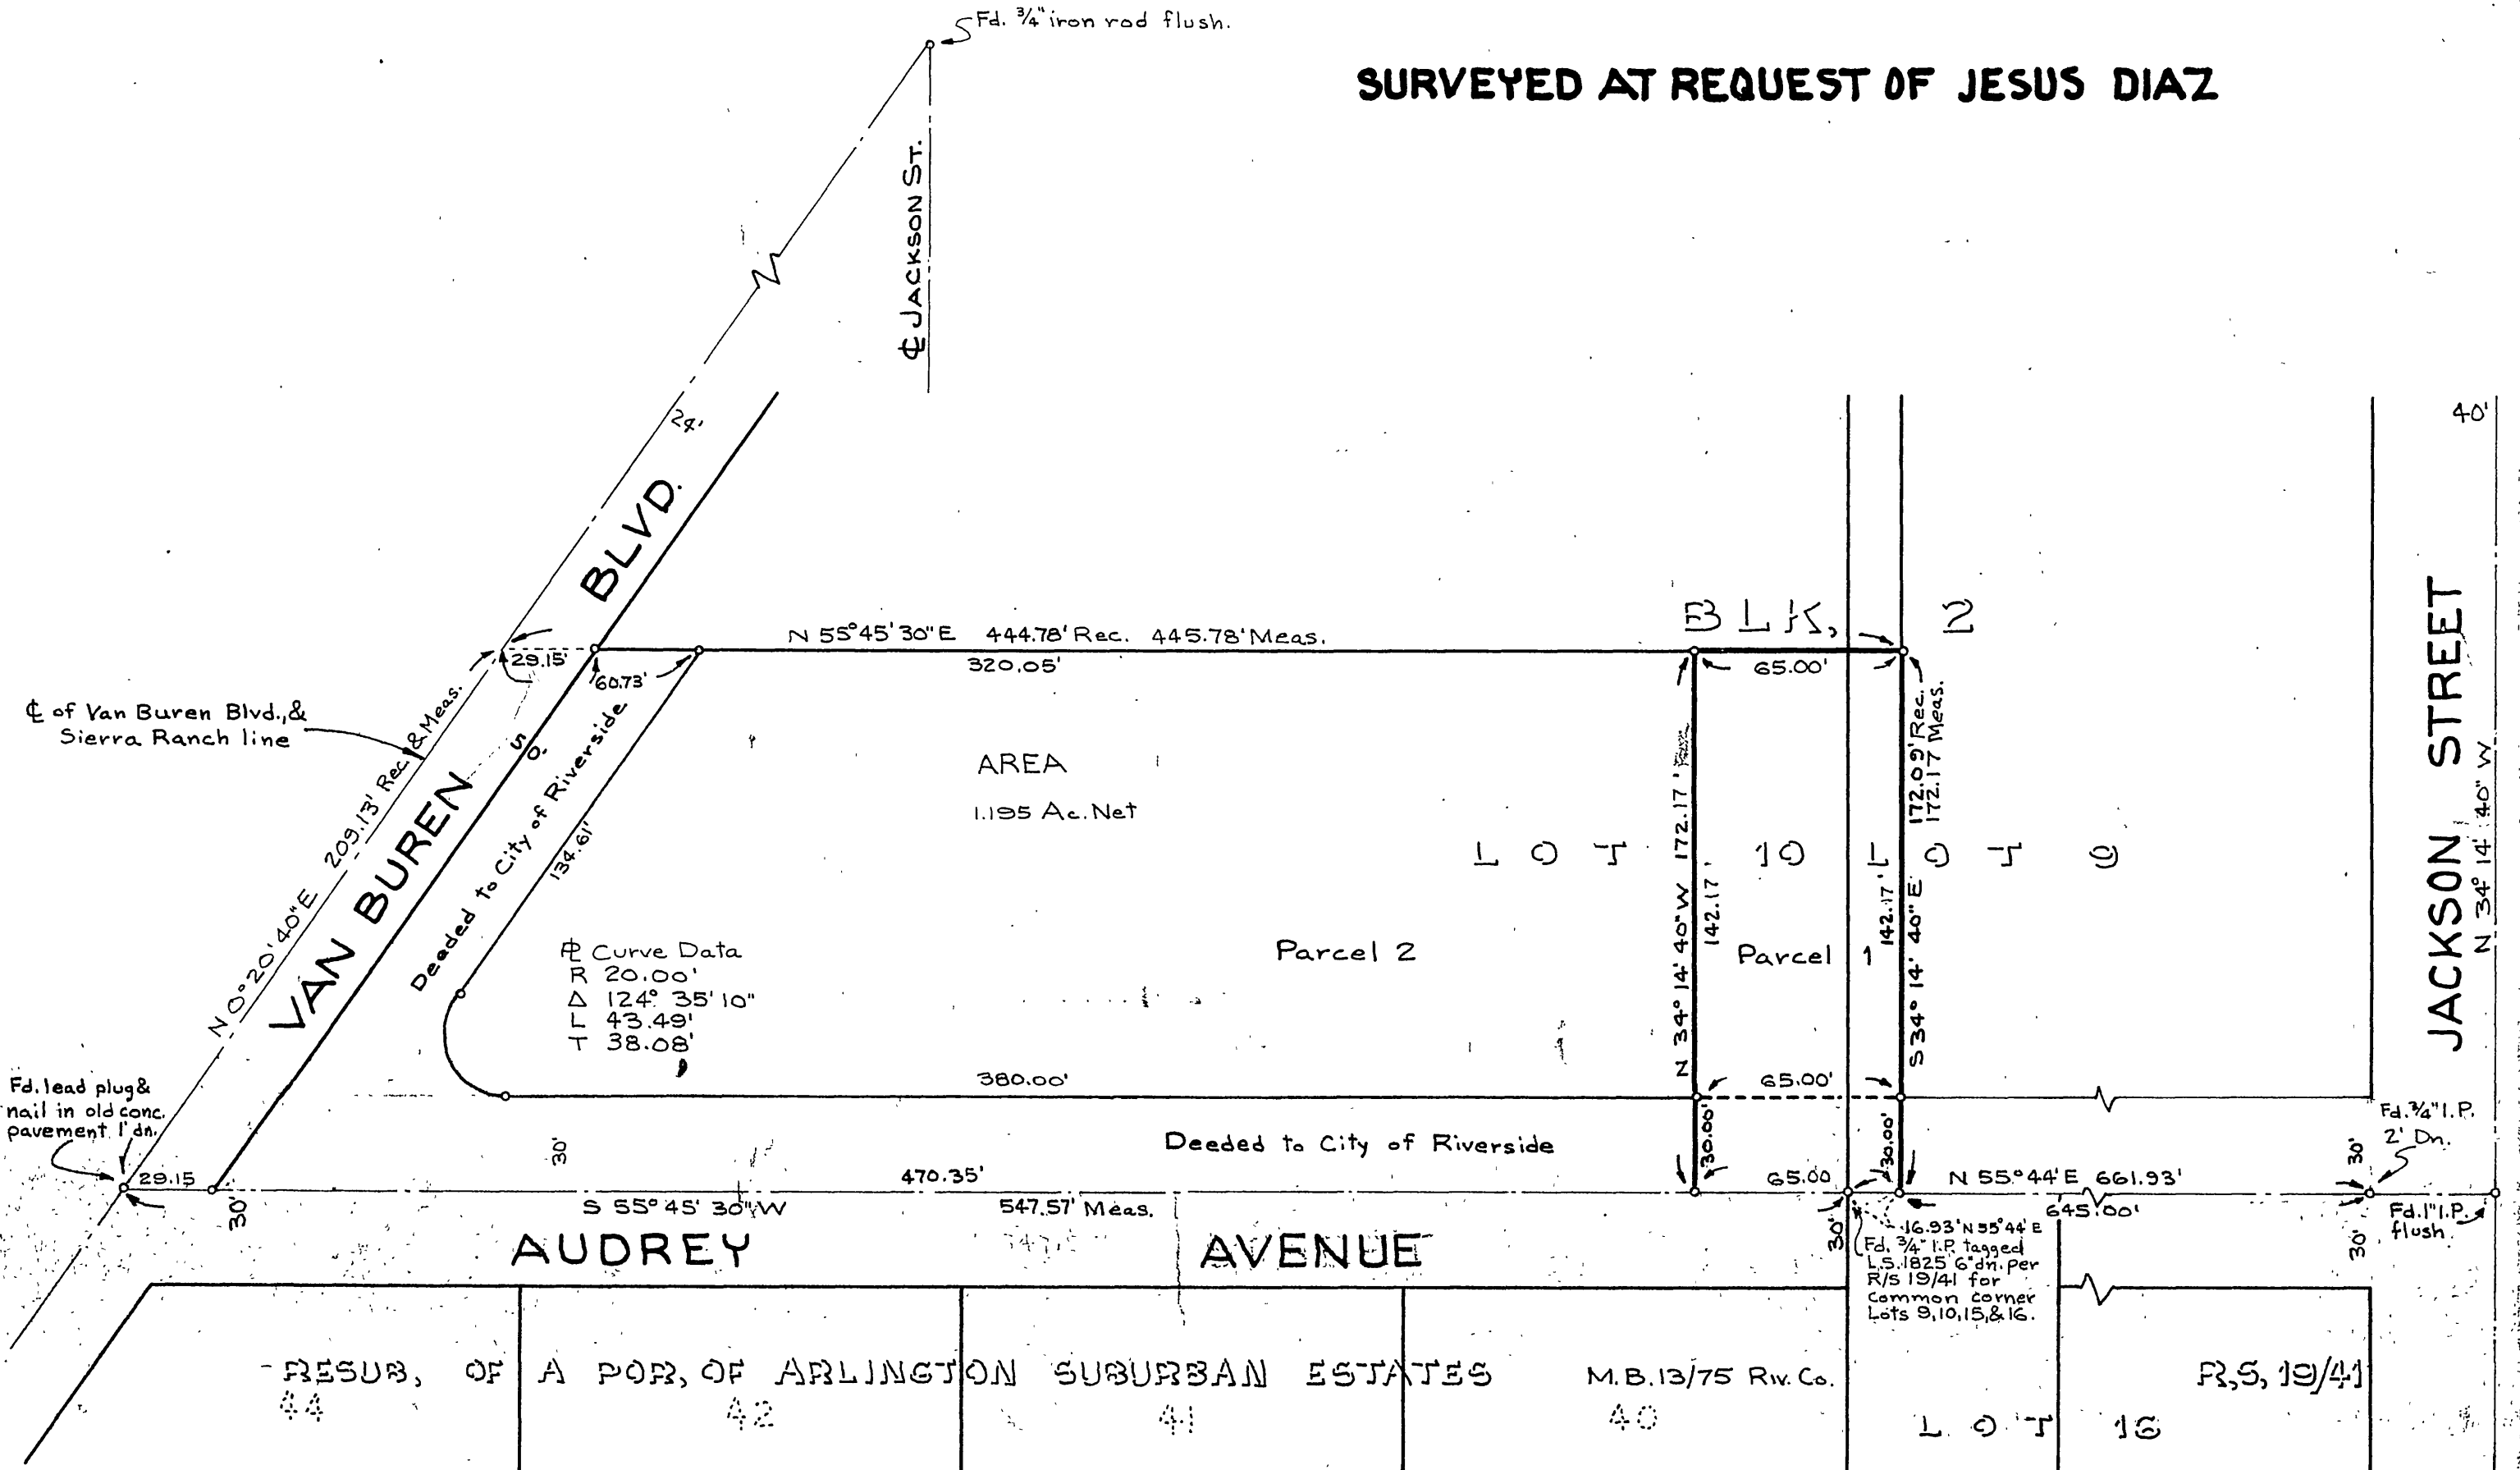 Fd. 3/4" iron rod flush.
SURVEYED AT REQUEST OF JESUS DIAZ
℄ JACKSON ST.
24'
40'
VAN BUREN BLVD.
BLK, 2
N 55°45'30"E 444.78' Rec. 445.78' Meas.
29.15'
60.73'
320.05'
65.00'
℄ of Van Buren Blvd., &
Sierra Ranch line
N 0°20'40"E 209.13' Rec. & Meas.
50'
Deeded to City of Riverside
134.61'
AREA
1.195 Ac. Net
N 34° 14' 40" W 172.17'
142.17'
172.09' Rec.
172.17 Meas.
142.17'
S 34° 14' 40" E
LOT 10
LOT 9
JACKSON STREET
N 34° 14' 40" W
Parcel 2
Parcel 1
Curve Data
R 20.00'
Δ 124° 35' 10"
L 43.49'
T 38.08'
380.00'
65.00'
Fd. lead plug &
nail in old conc.
pavement 1' dn.
30'
Deeded to City of Riverside
30.00'
30.00'
Fd. 3/4" I.P.
2' Dn.
30'
29.15
470.35'
65.00
N 55°44'E 661.93'
30'
S 55°45'30"W
547.57' Meas.
645.00'
Fd. 1" I.P.
flush.
30'
30'
16.93' N 55°44' E
Fd. 3/4" I.P. tagged
L.S. 1825 6" dn. per
R/S 19/41 for
Common corner
Lots 9, 10, 15, & 16.
AUDREY AVENUE
RESUB, OF A POR, OF ARLINGTON SUBURBAN ESTATES M.B. 13/75 Riv. Co.
R,S, 19/41
44
42
41
40
LOT 16